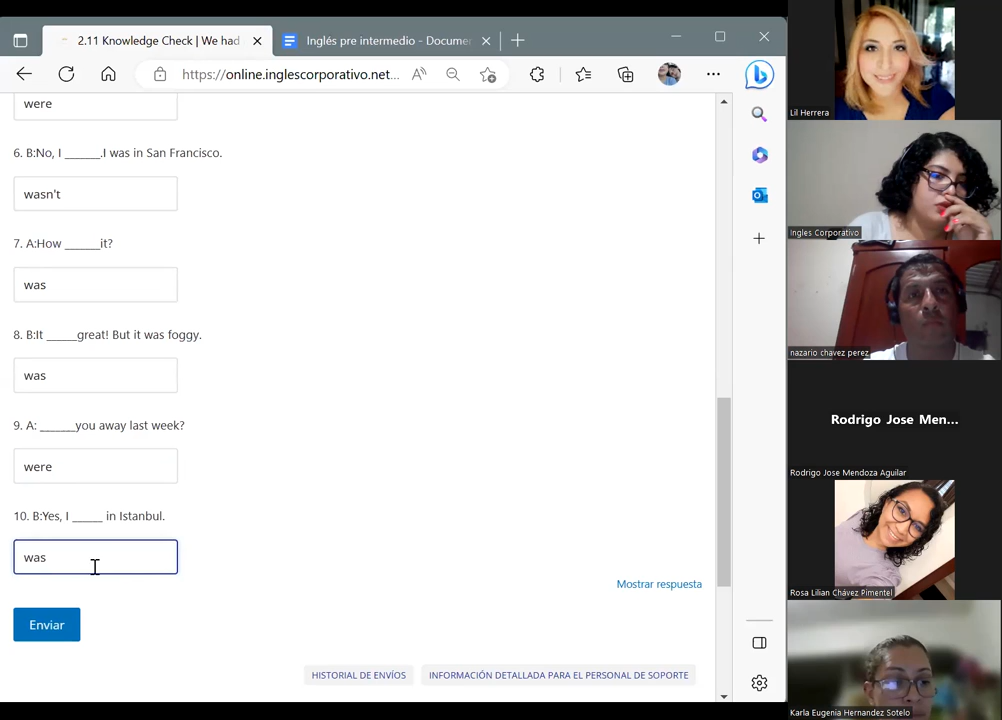 2.11 Knowledge Check | We had
Inglés pre intermedio - Docume
https://online.inglescorporativo.net...
were
6. B:No, I ______.I was in San Francisco.
wasn't
7. A:How ______it?
was
8. B:It _____great! But it was foggy.
was
9. A: ______you away last week?
were
10. B:Yes, I _____ in Istanbul.
was
Mostrar respuesta
Enviar
HISTORIAL DE ENVÍOS
INFORMACIÓN DETALLADA PARA EL PERSONAL DE SOPORTE
Lil Herrera
Ingles Corporativo
nazario chavez perez
Rodrigo Jose Men...
Rodrigo Jose Mendoza Aguilar
Rosa Lilian Chávez Pimentel
Karla Eugenia Hernandez Sotelo